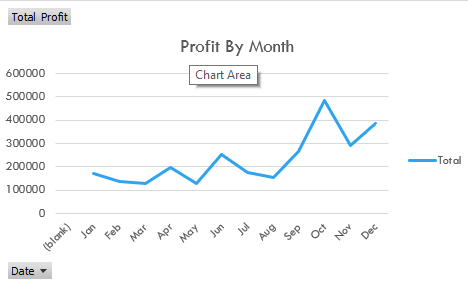 Total Profit
Profit By Month
Chart Area
600000
500000
400000
300000
200000
100000
0
(blank) Jan Feb Mar Apr May Jun Jul Aug Sep Oct Nov Dec
Total
Date